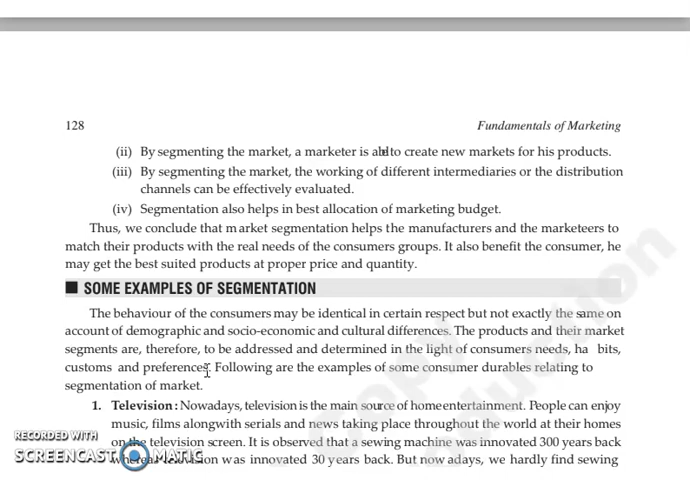 128
Fundamentals of Marketing
(ii) By segmenting the market, a marketer is able to create new markets for his products.
(iii) By segmenting the market, the working of different intermediaries or the distribution
channels can be effectively evaluated.
(iv) Segmentation also helps in best allocation of marketing budget.
Thus, we conclude that market segmentation helps the manufacturers and the marketeers to
match their products with the real needs of the consumers groups. It also benefit the consumer, he
may get the best suited products at proper price and quantity.
■ SOME EXAMPLES OF SEGMENTATION
The behaviour of the consumers may be identical in certain respect but not exactly the same on
account of demographic and socio-economic and cultural differences. The products and their market
segments are, therefore, to be addressed and determined in the light of consumers needs, ha bits,
customs and preferences. Following are the examples of some consumer durables relating to
segmentation of market.
1. Television : Nowadays, television is the main source of home entertainment. People can enjoy
music, films alongwith serials and news taking place throughout the world at their homes
on the television screen. It is observed that a sewing machine was innovated 300 years back
whereas television was innovated 30 years back. But now adays, we hardly find sewing
RECORDED WITH
SCREENCAST MATIC